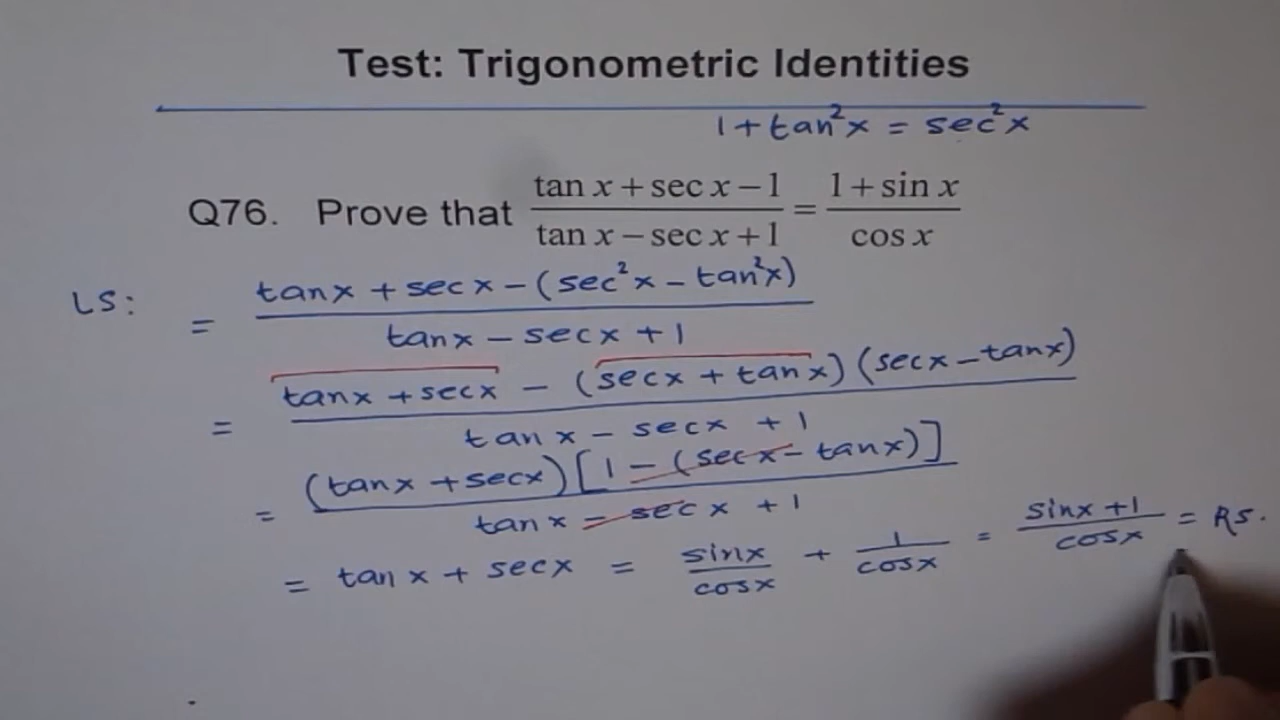 Test: Trigonometric Identities
1 + tan²x = sec²x
Q76. Prove that (tan x + sec x − 1)/(tan x − sec x + 1) = (1 + sin x)/(cos x)
LS: = (tanx + secx − (sec²x − tan²x))/(tanx − secx + 1)
= (tanx + secx − (secx + tanx)(secx − tanx))/(tanx − secx + 1)
= ((tanx + secx)[1 − (secx − tanx)])/(tanx − secx + 1)
= tanx + secx = sinx/cosx + 1/cosx = (sinx + 1)/cosx = RS.